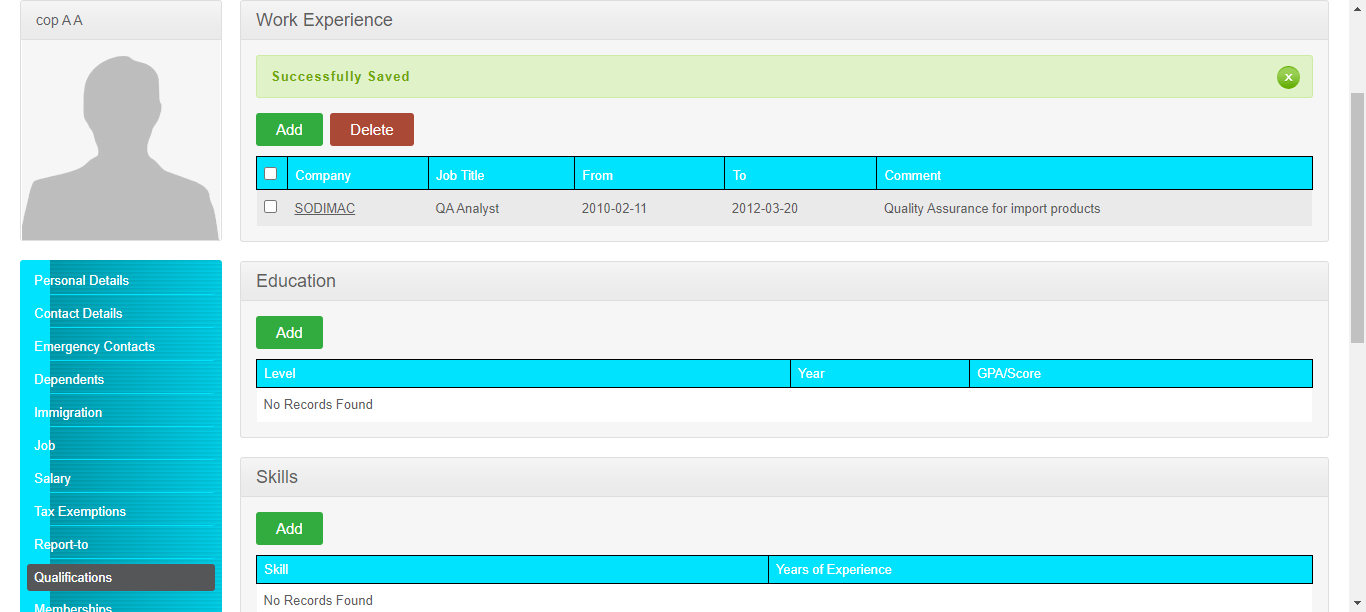 cop A A
Personal Details
Contact Details
Emergency Contacts
Dependents
Immigration
Job
Salary
Tax Exemptions
Report-to
Qualifications
Memberships
Work Experience
Successfully Saved
x
Add Delete
Company Job Title From To Comment
SODIMAC QA Analyst 2010-02-11 2012-03-20 Quality Assurance for import products
Education
Add
Level Year GPA/Score
No Records Found
Skills
Add
Skill Years of Experience
No Records Found